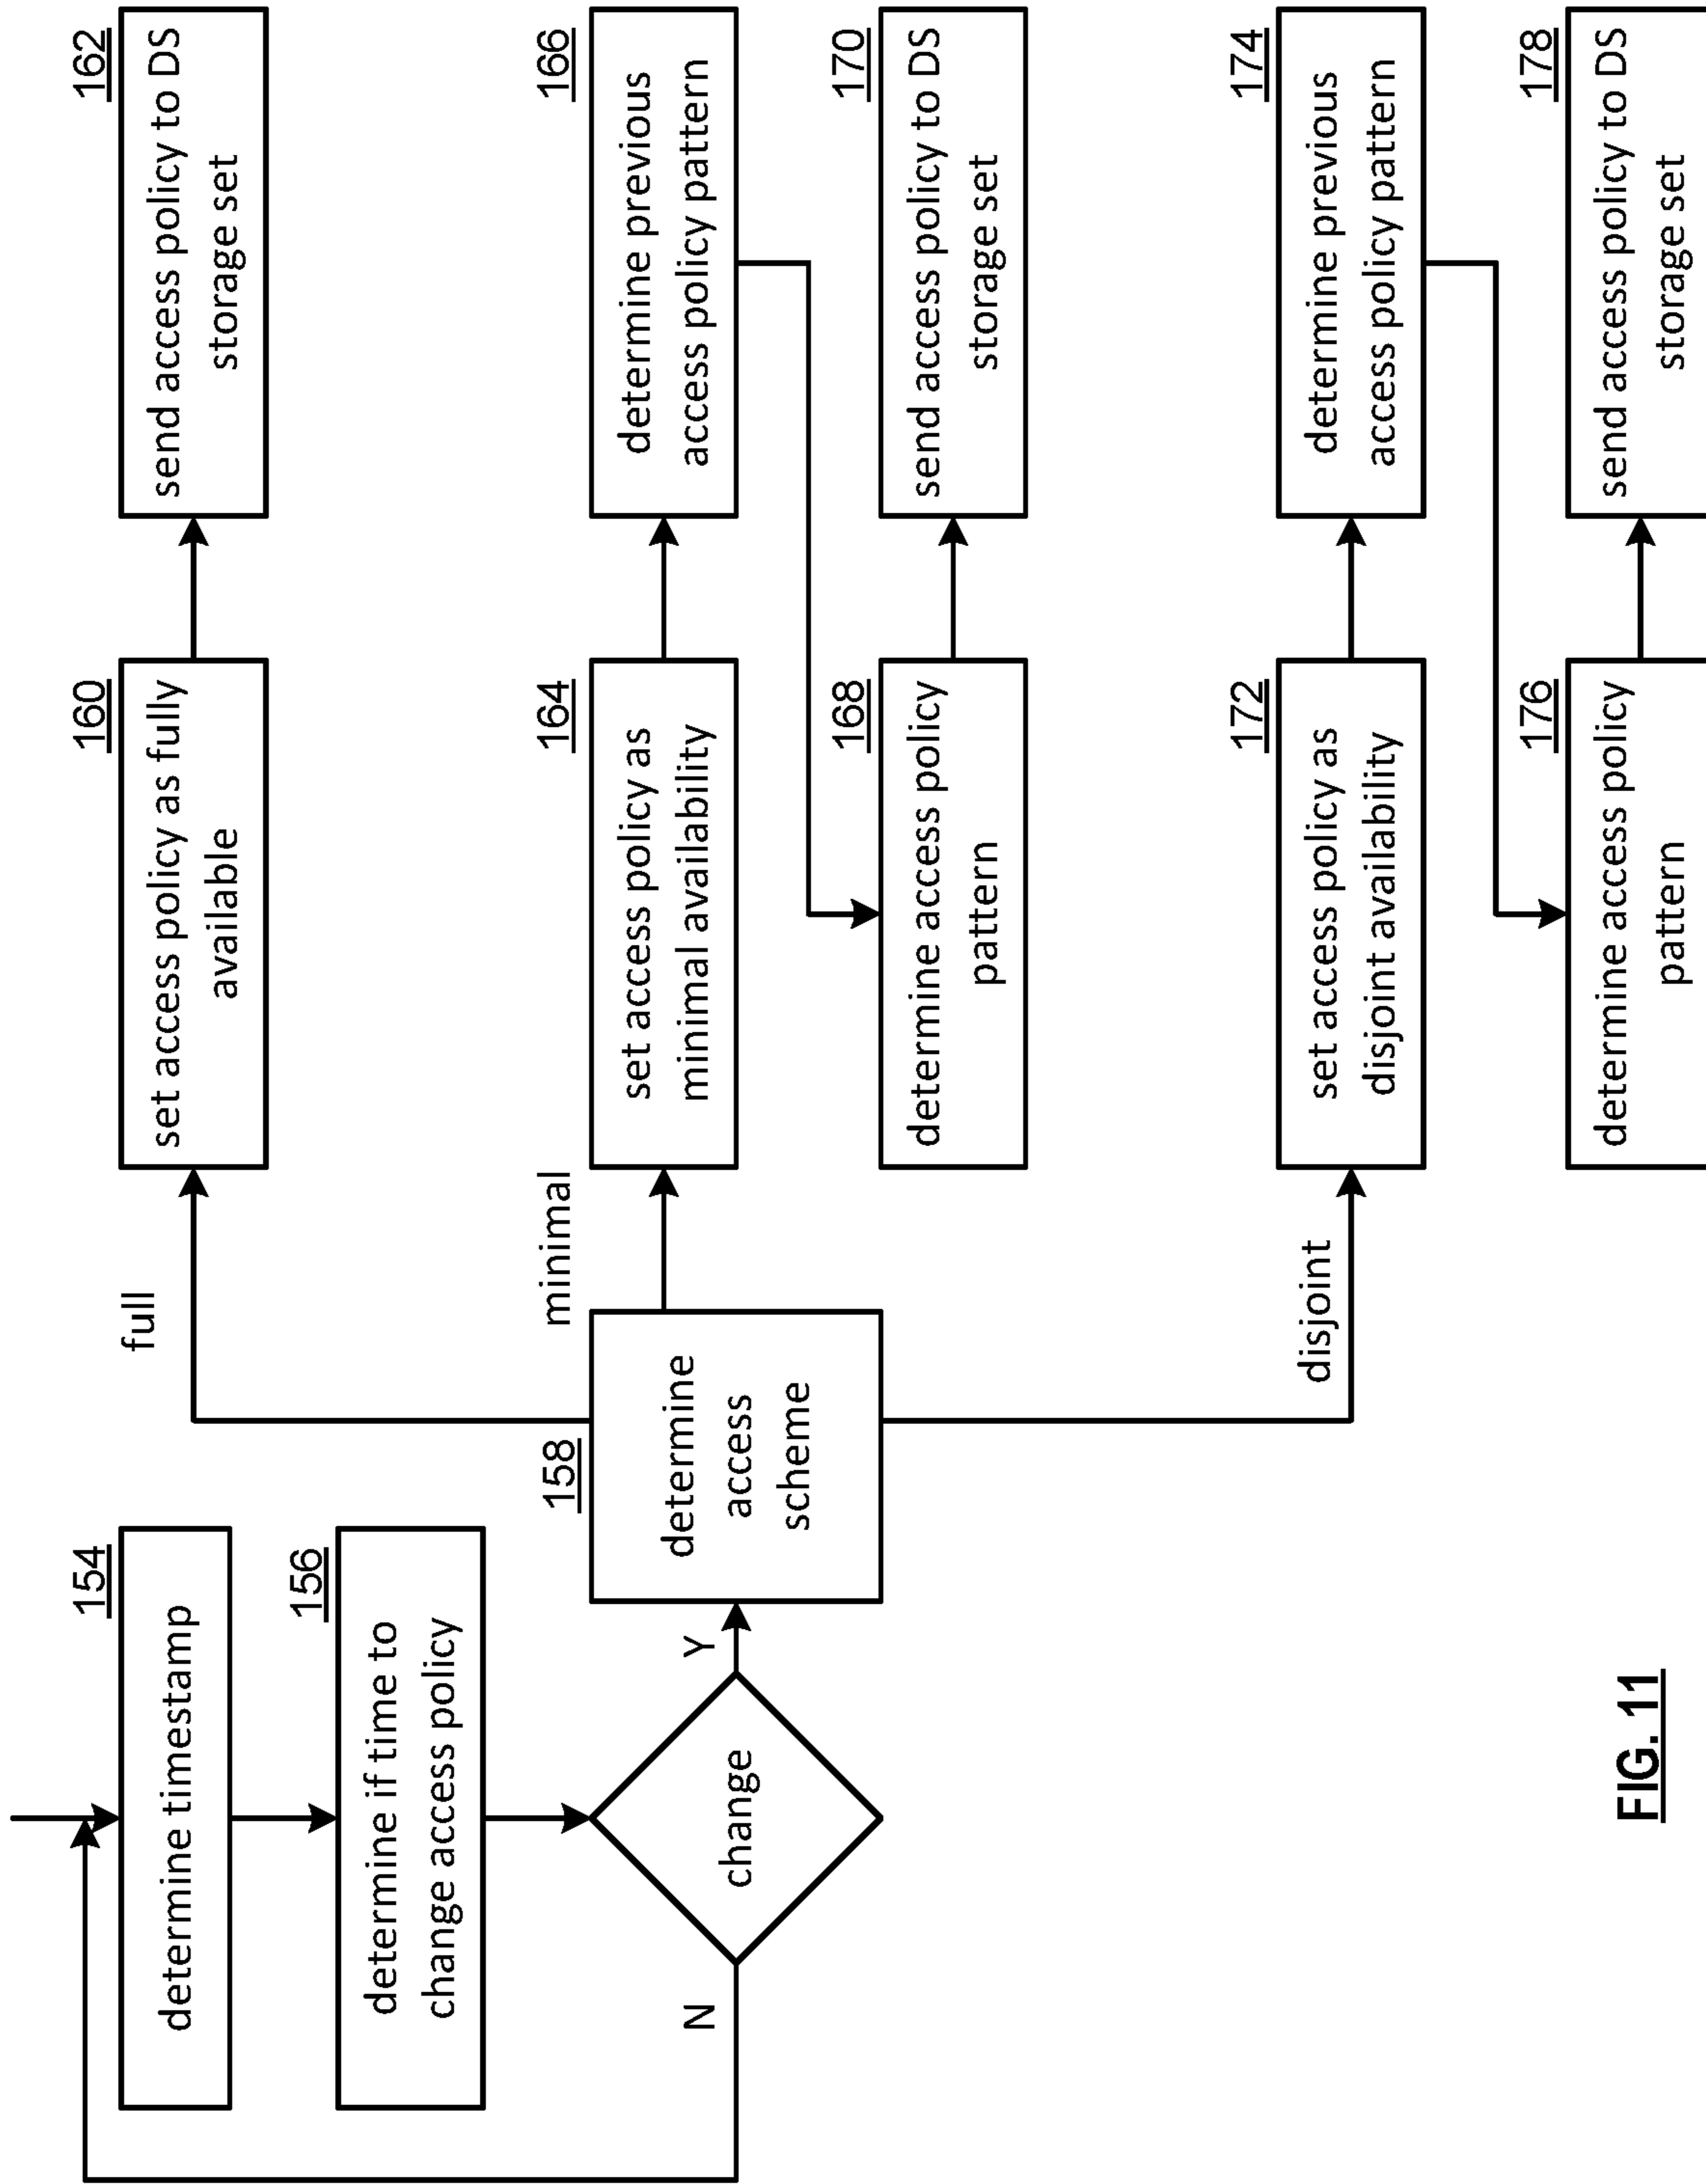 154
determine timestamp
156
determine if time to
change access policy
change
N
Y
158
determine
access
scheme
full
160
set access policy as fully
available
162
send access policy to DS
storage set
minimal
164
set access policy as
minimal availability
166
determine previous
access policy pattern
168
determine access policy
pattern
170
send access policy to DS
storage set
disjoint
172
set access policy as
disjoint availability
174
determine previous
access policy pattern
176
determine access policy
pattern
178
send access policy to DS
storage set
FIG. 11